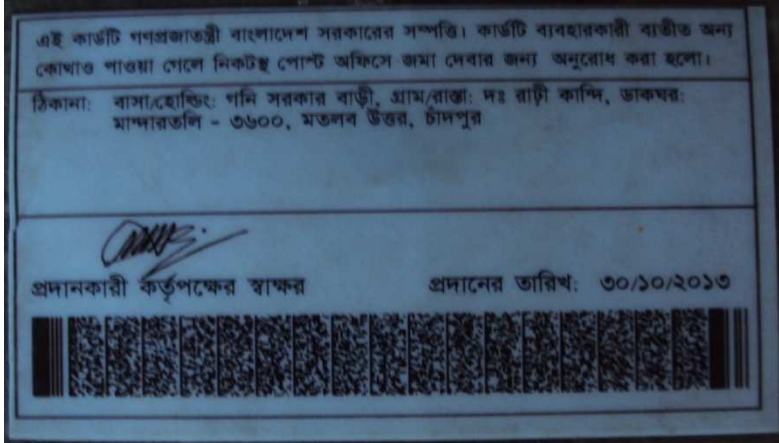 এই কার্ডটি গণপ্রজাতন্ত্রী বাংলাদেশ সরকারের সম্পত্তি। কার্ডটি ব্যবহারকারী ব্যতীত অন্য
কোথাও পাওয়া গেলে নিকটস্থ পোস্ট অফিসে জমা দেবার জন্য অনুরোধ করা হলো।
ঠিকানা: বাসা/হোল্ডিং: গনি সরকার বাড়ী, গ্রাম/রাস্তা: দঃ রাঢ়ী কান্দি, ডাকঘর:
মান্দারতলি - ৩৬০০, মতলব উত্তর, চাঁদপুর
প্রদানকারী কর্তৃপক্ষের স্বাক্ষর প্রদানের তারিখ: ৩০/১০/২০১৩